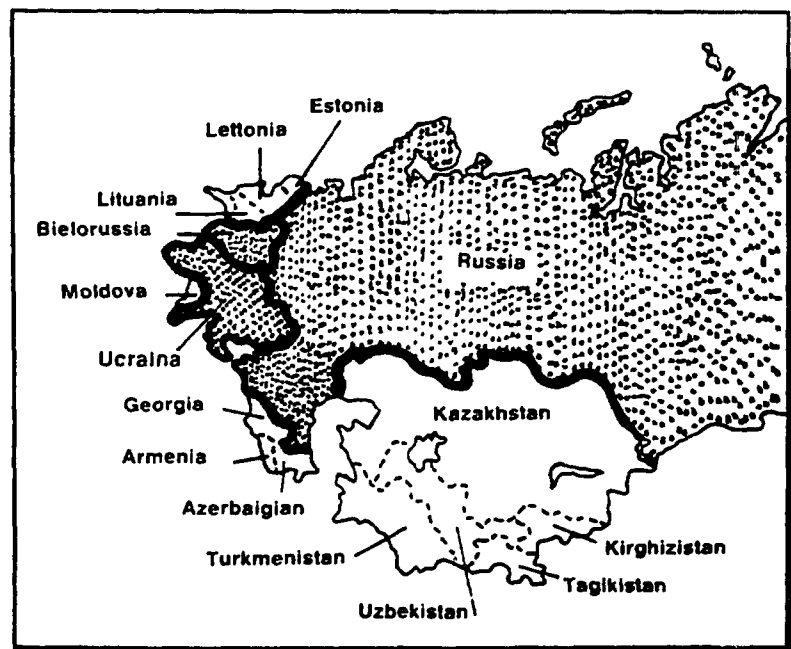 Estonia
Lettonia
Lituania
Bielorussia
Russia
Moldova
Ucraina
Georgia
Kazakhstan
Armenia
Azerbaigian
Turkmenistan
Kirghizistan
Tagikistan
Uzbekistan